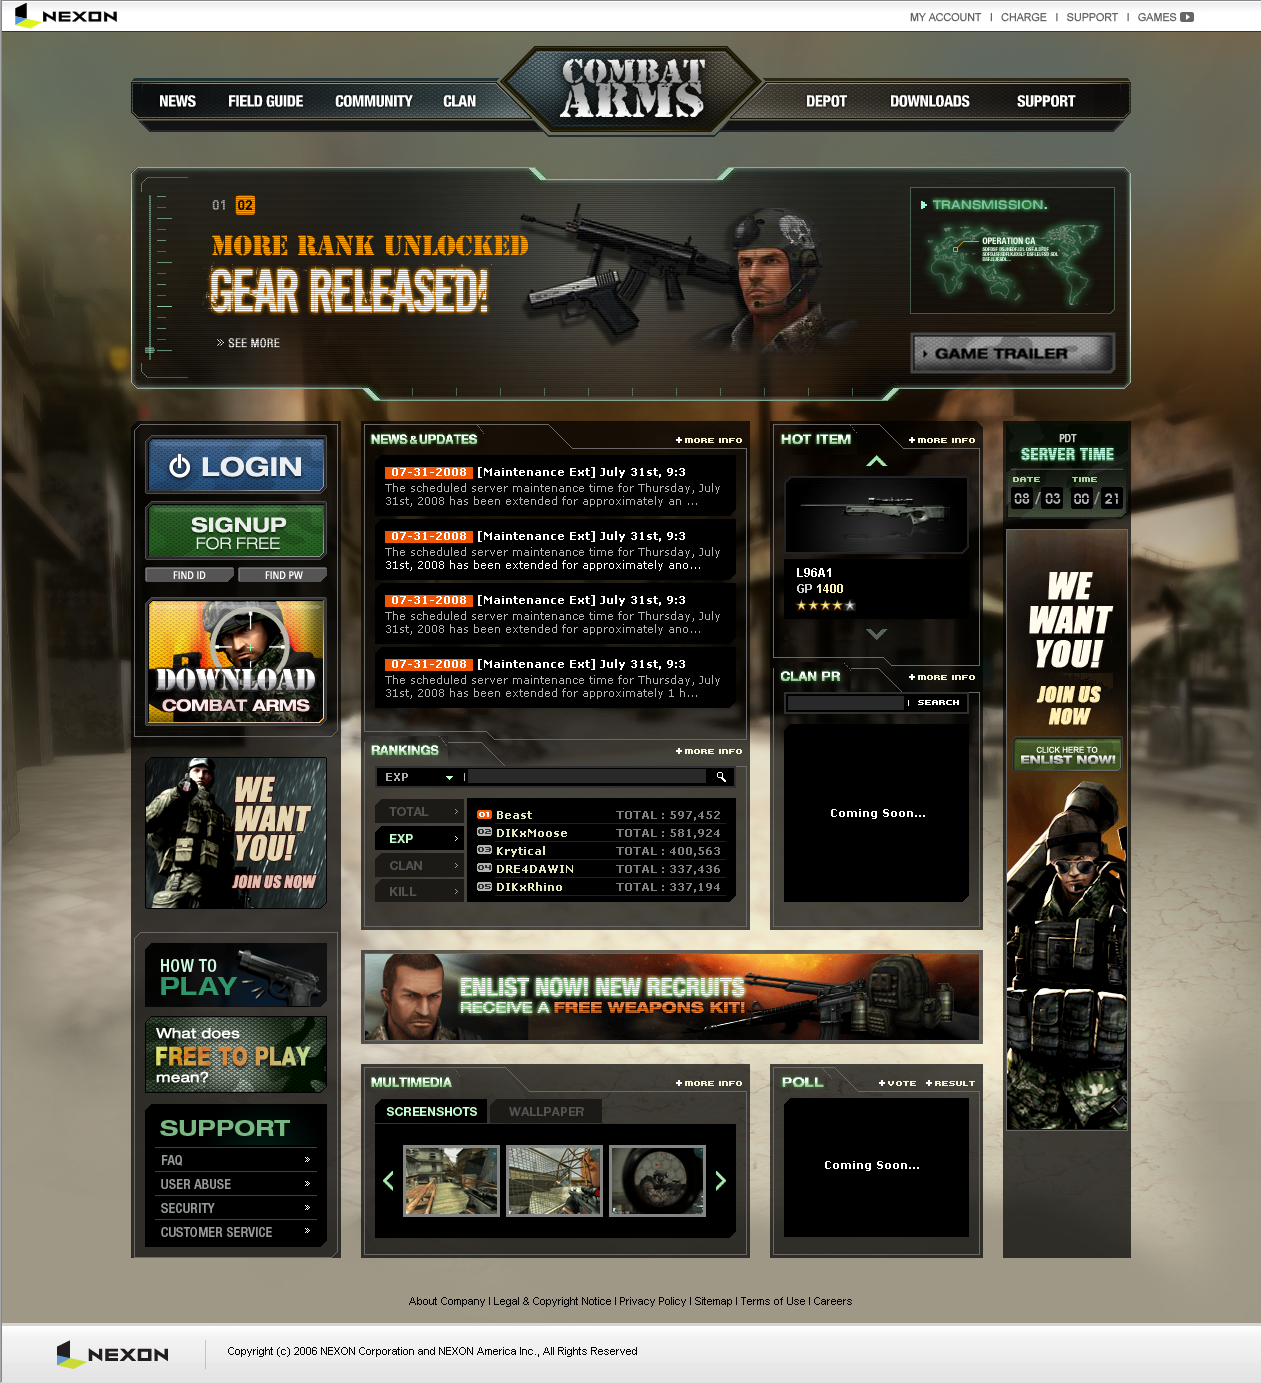 NEXON
MY ACCOUNT | CHARGE | SUPPORT | GAMES
COMBAT
ARMS
NEWS FIELD GUIDE COMMUNITY CLAN DEPOT DOWNLOADS SUPPORT
01 02
MORE RANK UNLOCKED
GEAR RELEASED!
» SEE MORE
TRANSMISSION.
OPERATION CA
GAME TRAILER
LOGIN
SIGNUP
FOR FREE
FIND ID FIND PW
DOWNLOAD
COMBAT ARMS
WE
WANT
YOU!
JOIN US NOW
HOW TO
PLAY
What does
FREE TO PLAY
mean?
SUPPORT
FAQ »
USER ABUSE »
SECURITY »
CUSTOMER SERVICE »
NEWS & UPDATES +MORE INFO
07-31-2008 [Maintenance Ext] July 31st, 9:3
The scheduled server maintenance time for Thursday, July
31st, 2008 has been extended for approximately an ...
07-31-2008 [Maintenance Ext] July 31st, 9:3
The scheduled server maintenance time for Thursday, July
31st, 2008 has been extended for approximately ano...
07-31-2008 [Maintenance Ext] July 31st, 9:3
The scheduled server maintenance time for Thursday, July
31st, 2008 has been extended for approximately ano...
07-31-2008 [Maintenance Ext] July 31st, 9:3
The scheduled server maintenance time for Thursday, July
31st, 2008 has been extended for approximately 1 h...
RANKINGS +MORE INFO
EXP
TOTAL
EXP
CLAN
KILL
01 Beast TOTAL : 597,452
02 DIKxMoose TOTAL : 581,924
03 Krytical TOTAL : 400,563
04 DRE4DAWIN TOTAL : 337,436
05 DIKxRhino TOTAL : 337,194
HOT ITEM +MORE INFO
L96A1
GP 1400
CLAN PR +MORE INFO
SEARCH
Coming Soon...
PDT
SERVER TIME
DATE TIME
08 / 03 00 / 21
WE
WANT
YOU!
JOIN US
NOW
CLICK HERE TO
ENLIST NOW!
ENLIST NOW! NEW RECRUITS
RECEIVE A FREE WEAPONS KIT!
MULTIMEDIA +MORE INFO
SCREENSHOTS WALLPAPER
POLL +VOTE +RESULT
Coming Soon...
About Company | Legal & Copyright Notice | Privacy Policy | Sitemap | Terms of Use | Careers
NEXON
Copyright (c) 2006 NEXON Corporation and NEXON America Inc., All Rights Reserved